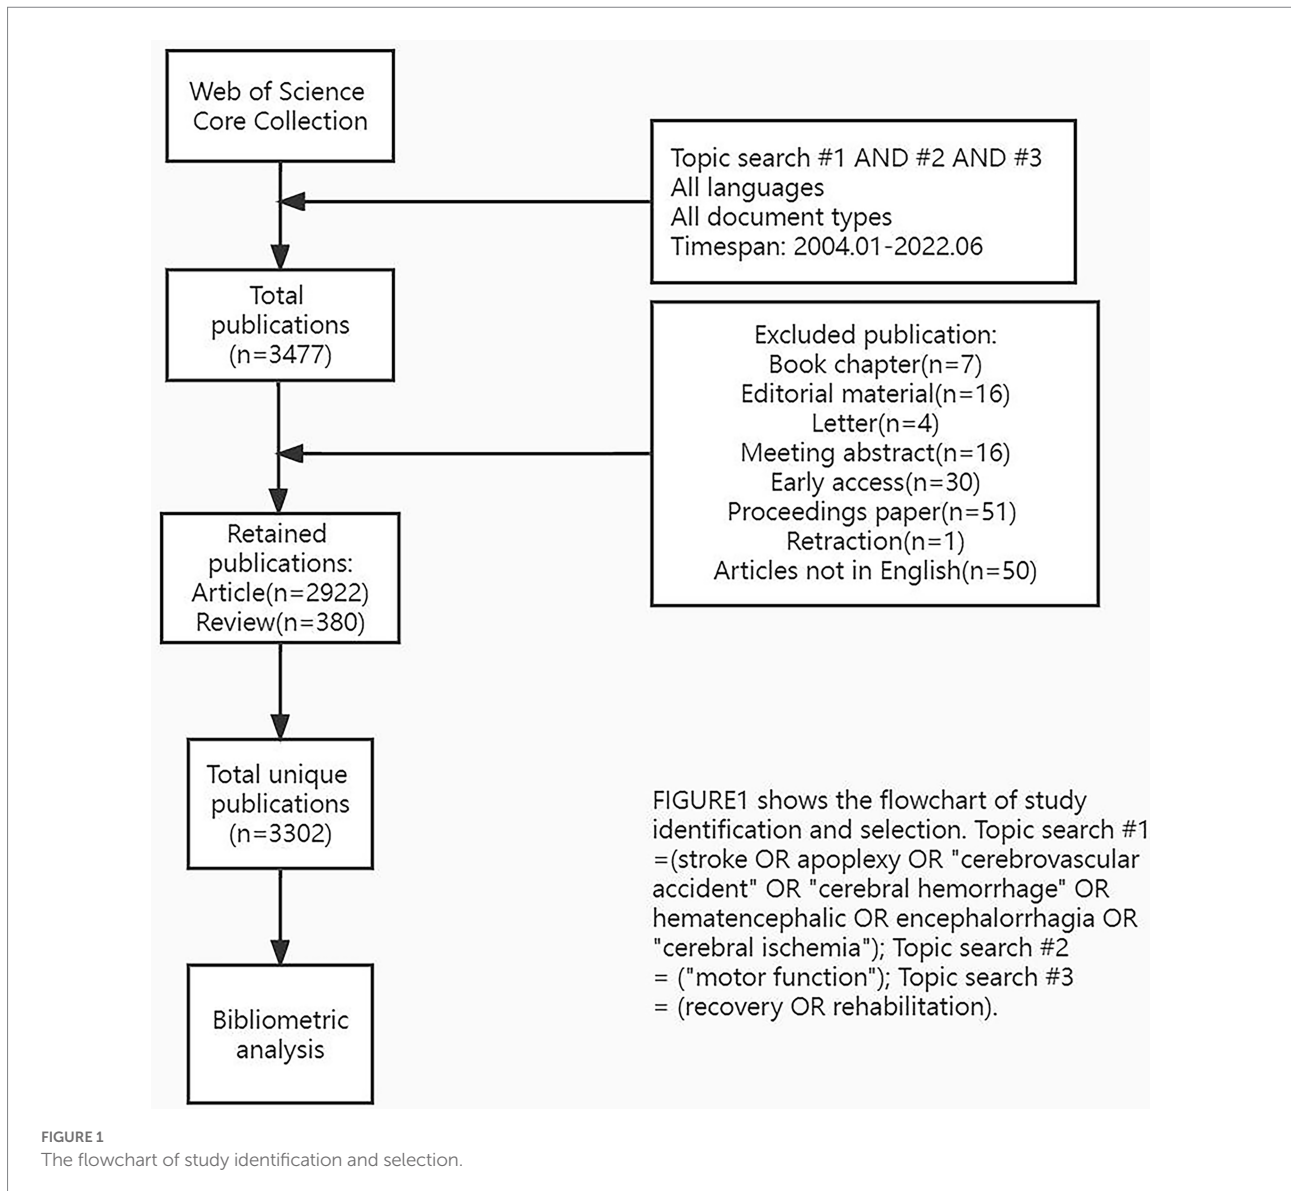 Web of Science
Core Collection
Topic search #1 AND #2 AND #3
All languages
All document types
Timespan: 2004.01-2022.06
Total
publications
(n=3477)
Excluded publication:
Book chapter(n=7)
Editorial material(n=16)
Letter(n=4)
Meeting abstract(n=16)
Early access(n=30)
Proceedings paper(n=51)
Retraction(n=1)
Articles not in English(n=50)
Retained
publications:
Article(n=2922)
Review(n=380)
Total unique
publications
(n=3302)
Bibliometric
analysis
FIGURE1 shows the flowchart of study
identification and selection. Topic search #1
=(stroke OR apoplexy OR "cerebrovascular
accident" OR "cerebral hemorrhage" OR
hematencephalic OR encephalorrhagia OR
"cerebral ischemia"); Topic search #2
= ("motor function"); Topic search #3
= (recovery OR rehabilitation).
FIGURE 1
The flowchart of study identification and selection.